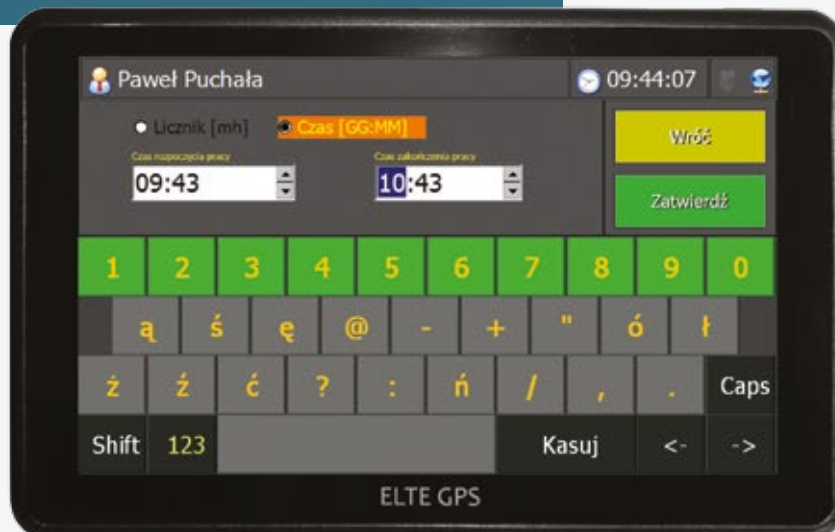 Paweł Puchała 09:44:07
Licznik [mh] Czas [GG:MM] Wróć
Czas rozpoczęcia pracy Czas zakończenia pracy
09:43 10:43
Zatwierdź
1 2 3 4 5 6 7 8 9 0
ą ś ę @ - + " ó ł
ż ź ć ? : ń / , . Caps
Shift 123 Kasuj <- ->
ELTE GPS